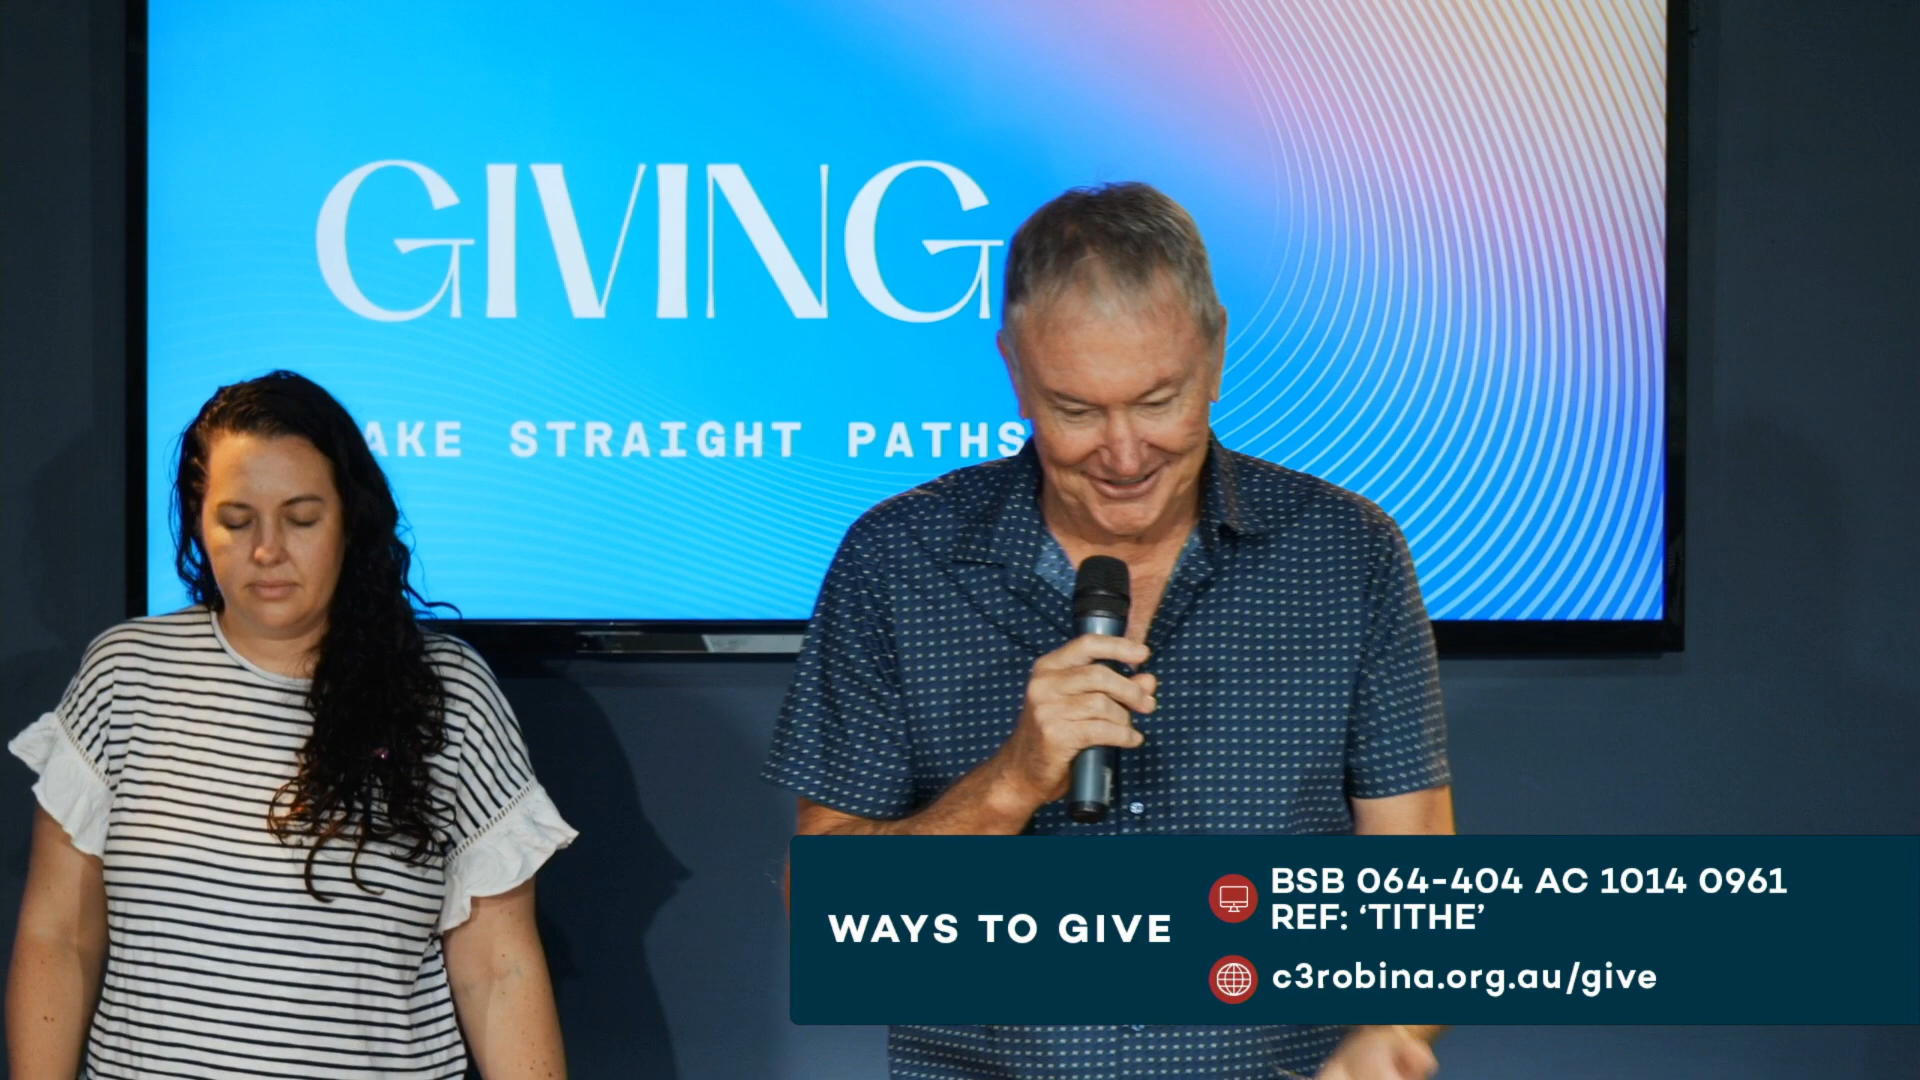 GIVING
AKE STRAIGHT PATHS
WAYS TO GIVE
BSB 064-404 AC 1014 0961
REF: ‘TITHE’
c3robina.org.au/give